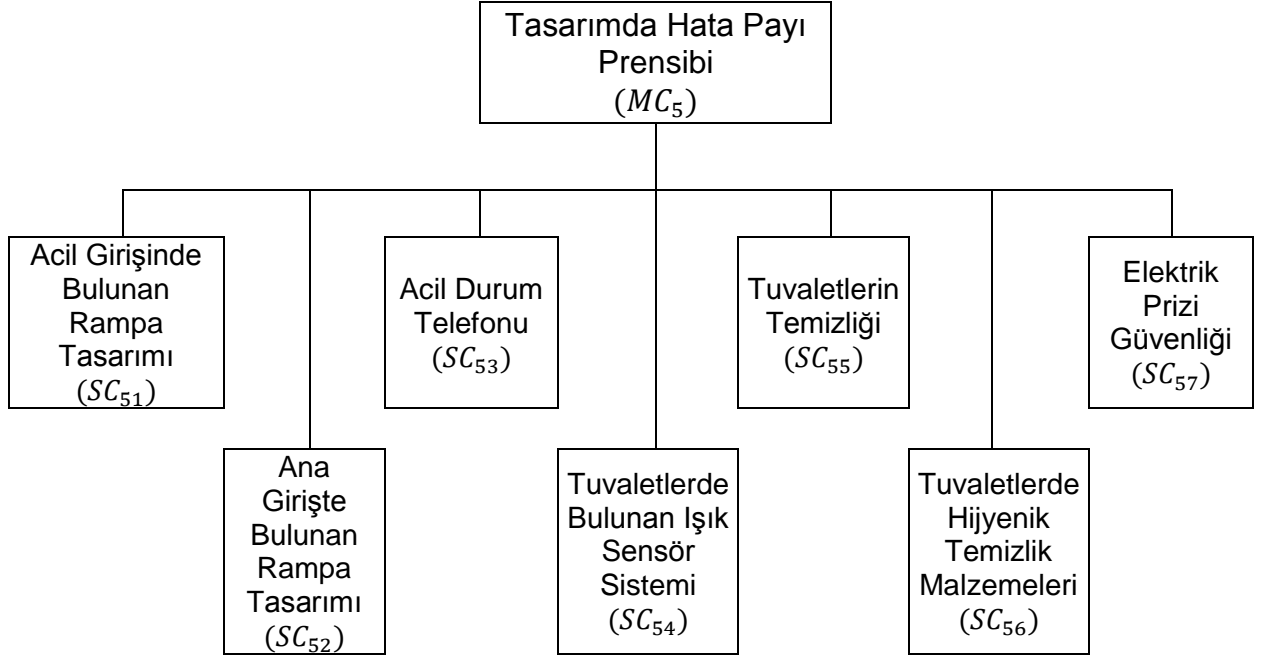 Tasarımda Hata Payı
Prensibi
(MC₅)
Acil Girişinde
Bulunan
Rampa
Tasarımı
(SC₅₁)
Acil Durum
Telefonu
(SC₅₃)
Tuvaletlerin
Temizliği
(SC₅₅)
Elektrik
Prizi
Güvenliği
(SC₅₇)
Ana
Girişte
Bulunan
Rampa
Tasarımı
(SC₅₂)
Tuvaletlerde
Bulunan Işık
Sensör
Sistemi
(SC₅₄)
Tuvaletlerde
Hijyenik
Temizlik
Malzemeleri
(SC₅₆)